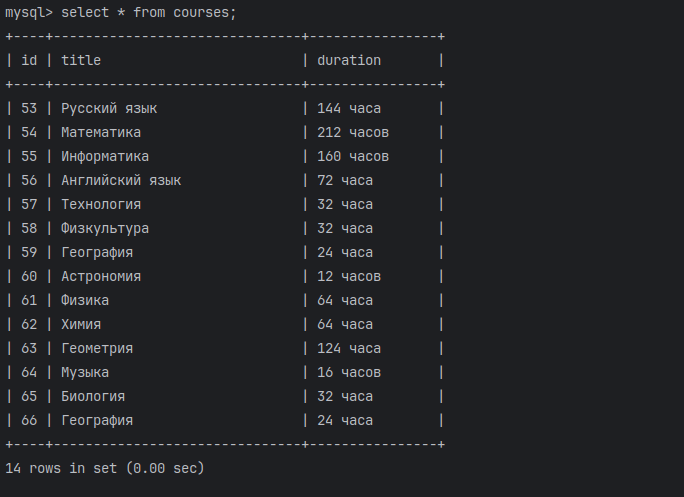 mysql> select * from courses;
+----+-------------------------------+----------------+
| id | title                         | duration       |
+----+-------------------------------+----------------+
| 53 | Русский язык                  | 144 часа       |
| 54 | Математика                    | 212 часов      |
| 55 | Информатика                   | 160 часов      |
| 56 | Английский язык               | 72 часа        |
| 57 | Технология                    | 32 часа        |
| 58 | Физкультура                   | 32 часа        |
| 59 | География                     | 24 часа        |
| 60 | Астрономия                    | 12 часов       |
| 61 | Физика                        | 64 часа        |
| 62 | Химия                         | 64 часа        |
| 63 | Геометрия                     | 124 часа       |
| 64 | Музыка                        | 16 часов       |
| 65 | Биология                      | 32 часа        |
| 66 | География                     | 24 часа        |
+----+-------------------------------+----------------+
14 rows in set (0.00 sec)